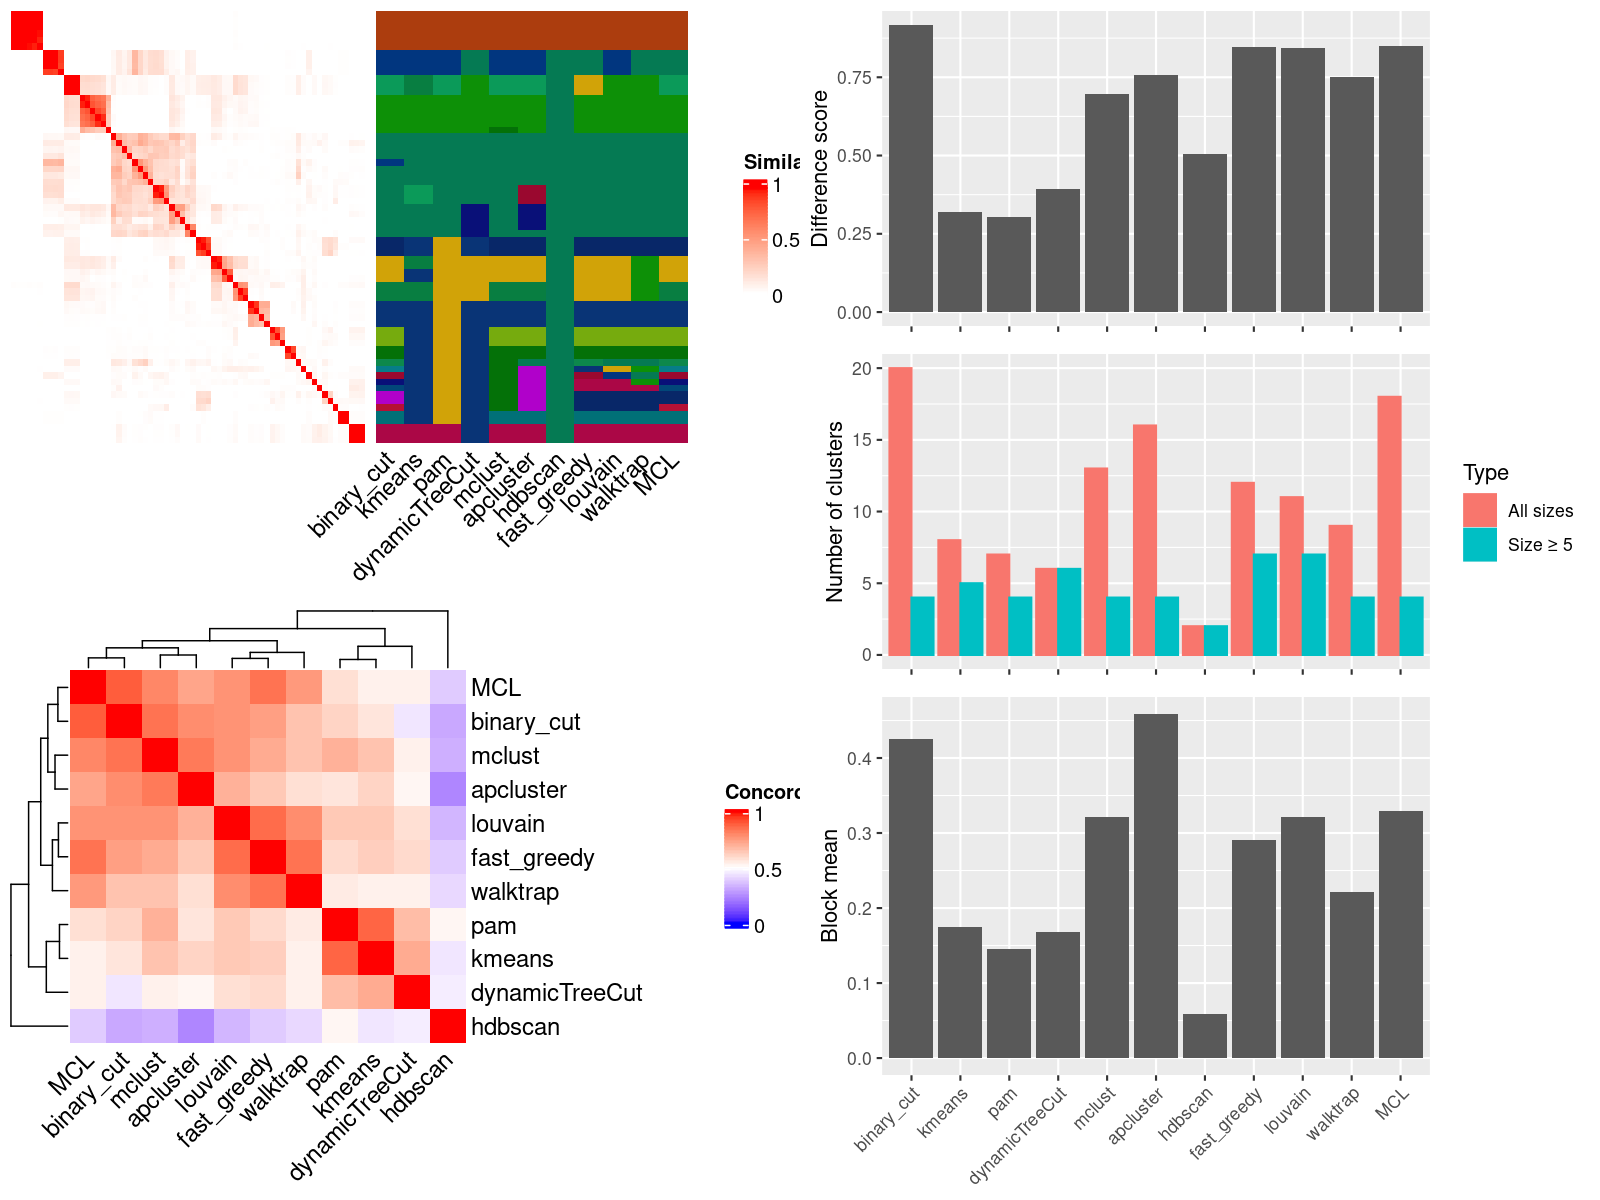 Simila
1
0.5
0
binary_cut
kmeans
pam
dynamicTreeCut
mclust
apcluster
hdbscan
fast_greedy
louvain
walktrap
MCL
Concord
1
0.5
0
MCL
binary_cut
mclust
apcluster
louvain
fast_greedy
walktrap
pam
kmeans
dynamicTreeCut
hdbscan
MCL
binary_cut
mclust
apcluster
louvain
fast_greedy
walktrap
pam
kmeans
dynamicTreeCut
hdbscan
Difference score
0.75
0.50
0.25
0.00
Number of clusters
20
15
10
5
0
Type
All sizes
Size ≥ 5
Block mean
0.4
0.3
0.2
0.1
0.0
binary_cut
kmeans
pam
dynamicTreeCut
mclust
apcluster
hdbscan
fast_greedy
louvain
walktrap
MCL